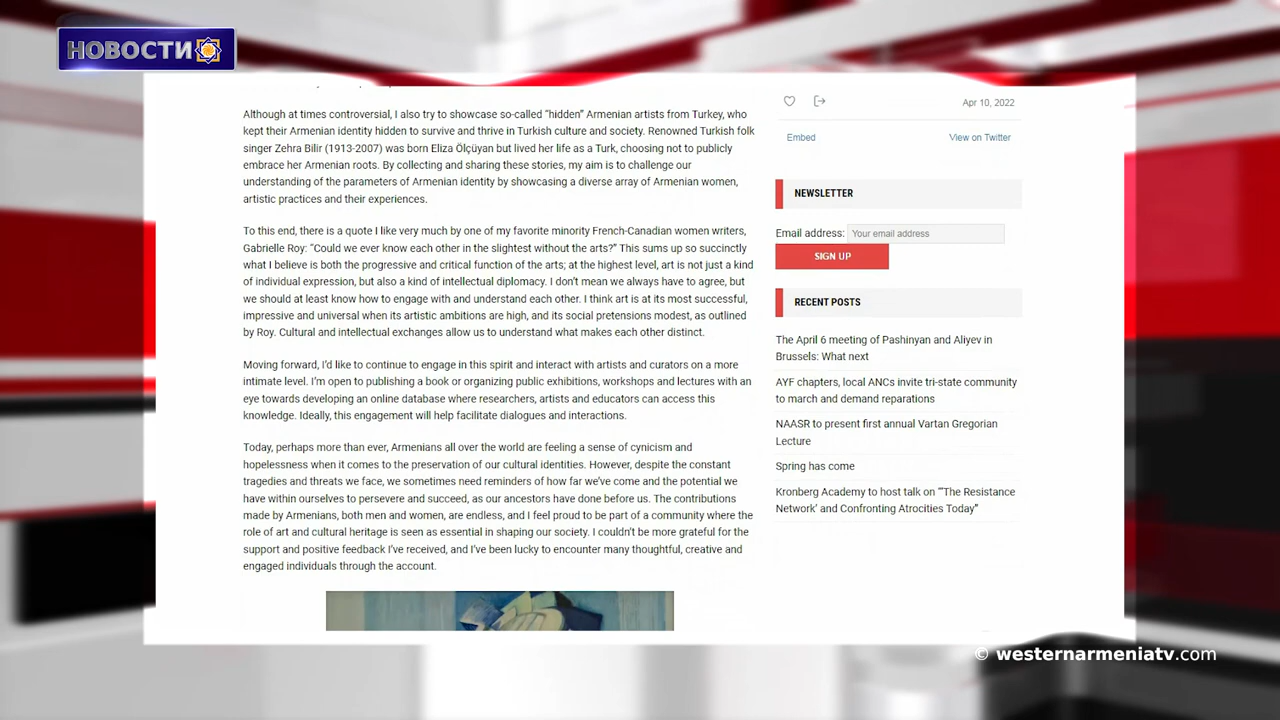 НОВОСТИ
Although at times controversial, I also try to showcase so-called “hidden” Armenian artists from Turkey, who
kept their Armenian identity hidden to survive and thrive in Turkish culture and society. Renowned Turkish folk
singer Zehra Bilir (1913-2007) was born Eliza Ölçüyan but lived her life as a Turk, choosing not to publicly
embrace her Armenian roots. By collecting and sharing these stories, my aim is to challenge our
understanding of the parameters of Armenian identity by showcasing a diverse array of Armenian women,
artistic practices and their experiences.
To this end, there is a quote I like very much by one of my favorite minority French-Canadian women writers,
Gabrielle Roy: “Could we ever know each other in the slightest without the arts?” This sums up so succinctly
what I believe is both the progressive and critical function of the arts; at the highest level, art is not just a kind
of individual expression, but also a kind of intellectual diplomacy. I don’t mean we always have to agree, but
we should at least know how to engage with and understand each other. I think art is at its most successful,
impressive and universal when its artistic ambitions are high, and its social pretensions modest, as outlined
by Roy. Cultural and intellectual exchanges allow us to understand what makes each other distinct.
Moving forward, I’d like to continue to engage in this spirit and interact with artists and curators on a more
intimate level. I’m open to publishing a book or organizing public exhibitions, workshops and lectures with an
eye towards developing an online database where researchers, artists and educators can access this
knowledge. Ideally, this engagement will help facilitate dialogues and interactions.
Today, perhaps more than ever, Armenians all over the world are feeling a sense of cynicism and
hopelessness when it comes to the preservation of our cultural identities. However, despite the constant
tragedies and threats we face, we sometimes need reminders of how far we’ve come and the potential we
have within ourselves to persevere and succeed, as our ancestors have done before us. The contributions
made by Armenians, both men and women, are endless, and I feel proud to be part of a community where the
role of art and cultural heritage is seen as essential in shaping our society. I couldn’t be more grateful for the
support and positive feedback I’ve received, and I’ve been lucky to encounter many thoughtful, creative and
engaged individuals through the account.
Apr 10, 2022
Embed View on Twitter
NEWSLETTER
Email address: Your email address
SIGN UP
RECENT POSTS
The April 6 meeting of Pashinyan and Aliyev in
Brussels: What next
AYF chapters, local ANCs invite tri-state community
to march and demand reparations
NAASR to present first annual Vartan Gregorian
Lecture
Spring has come
Kronberg Academy to host talk on “‘The Resistance
Network’ and Confronting Atrocities Today”
© westernarmeniatv.com